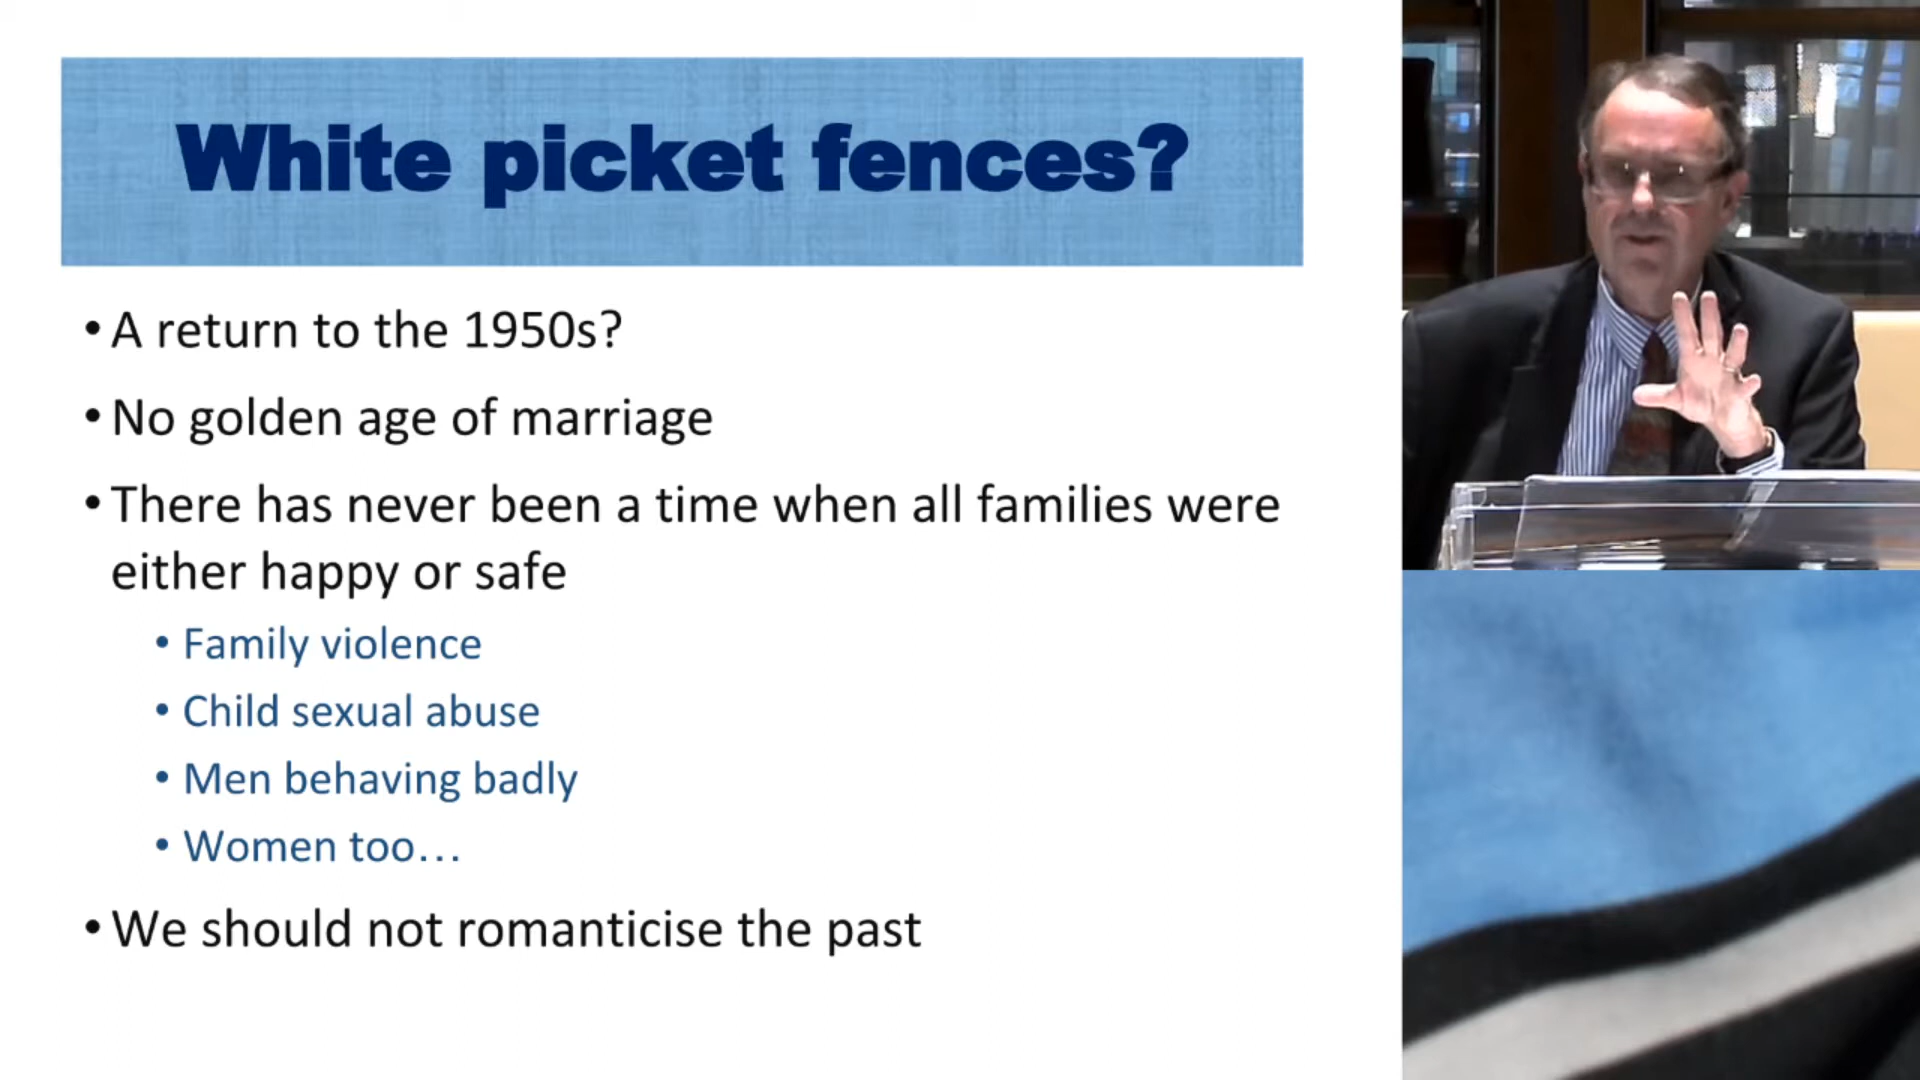 White picket fences?
• A return to the 1950s?
• No golden age of marriage
• There has never been a time when all families were
either happy or safe
• Family violence
• Child sexual abuse
• Men behaving badly
• Women too…
• We should not romanticise the past